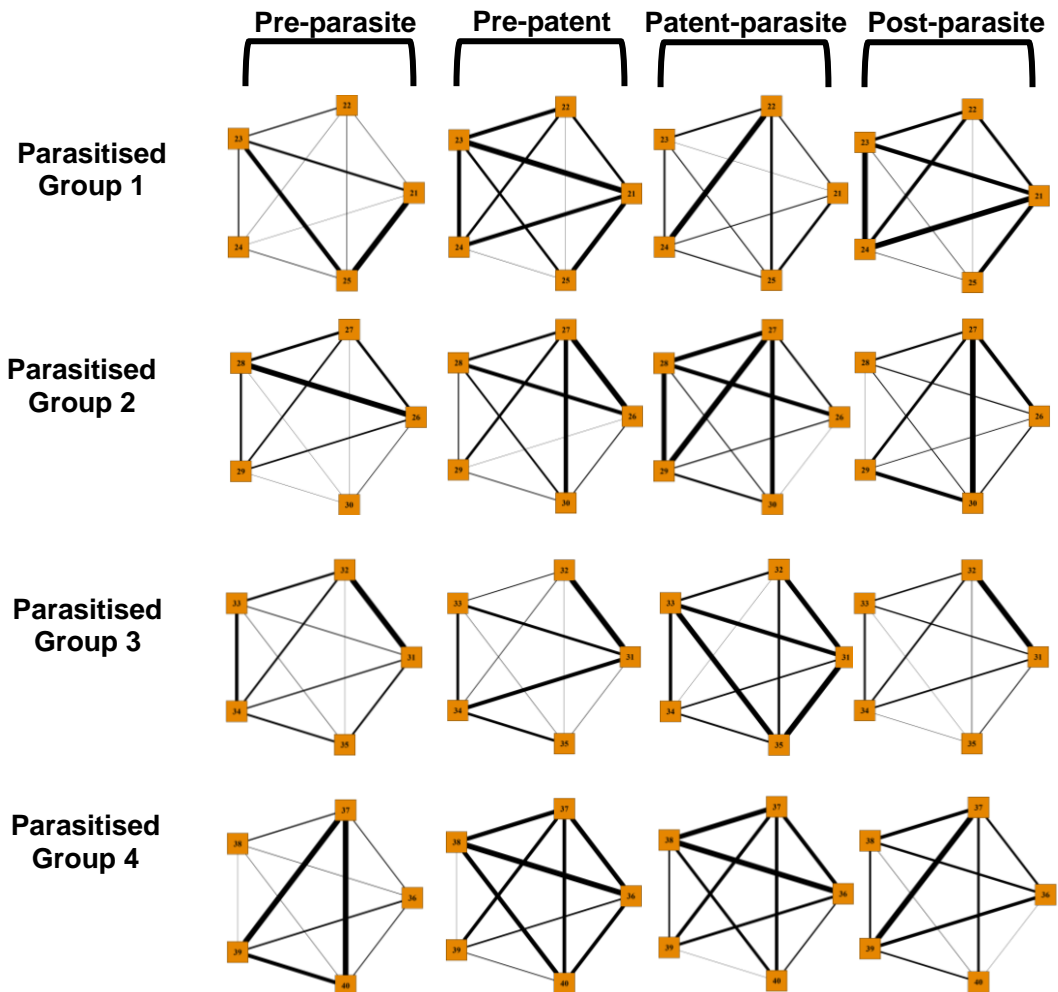 Pre-parasite Pre-patent Patent-parasite Post-parasite
22 22 22 22
23 23 23 23
Parasitised
Group 1
21 21 21 21
24 24 24 24
25 25 25 25
27 27 27 27
28 28 28 28
Parasitised
Group 2
26 26 26 26
29 29 29 29
30 30 30 30
32 32 32 32
33 33 33 33
Parasitised
Group 3
31 31 31 31
34 34 34 34
35 35 35 35
37 37 37 37
Parasitised
Group 4
38 38 38 38
36 36 36 36
39 39 39 39
40 40 40 40